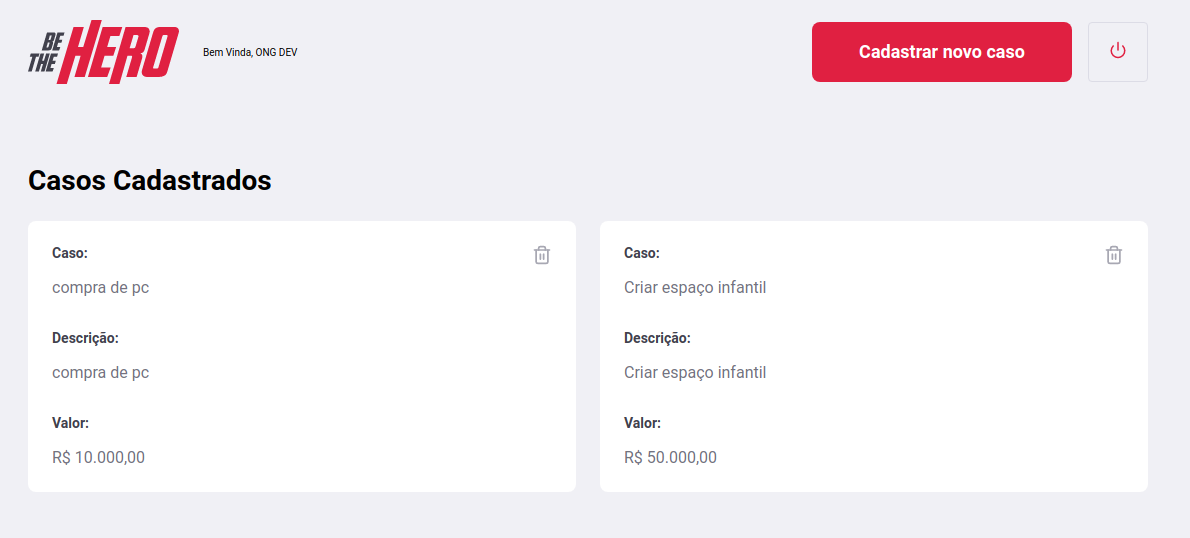 BE THE HERO
Bem Vinda, ONG DEV
Cadastrar novo caso
Casos Cadastrados
Caso:
compra de pc
Descrição:
compra de pc
Valor:
R$ 10.000,00
Caso:
Criar espaço infantil
Descrição:
Criar espaço infantil
Valor:
R$ 50.000,00